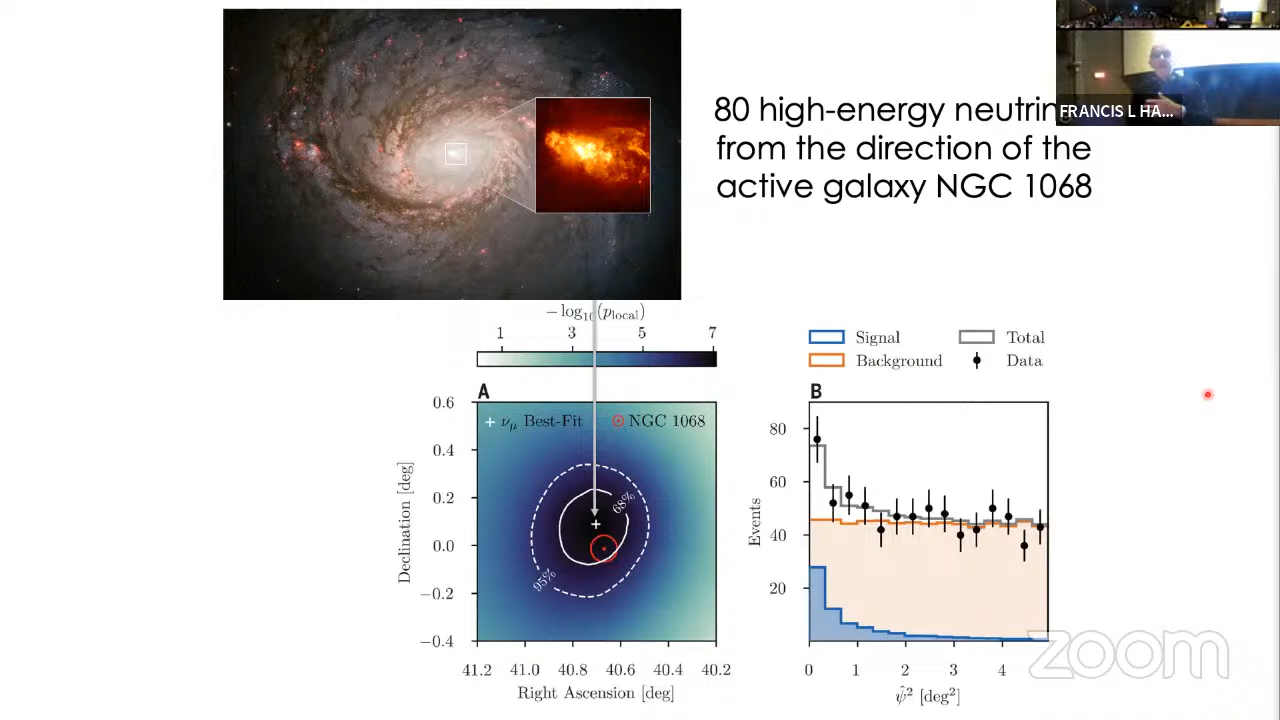 80 high-energy neutrin
from the direction of the
active galaxy NGC 1068
FRANCIS L HA...
− log₁₀(p_local)
1 3 5 7
A
+ ν_μ Best-Fit ⊙ NGC 1068
68%
95%
0.6
0.4
0.2
0.0
−0.2
−0.4
Declination [deg]
41.2 41.0 40.8 40.6 40.4 40.2
Right Ascension [deg]
Signal Total
Background Data
B
80
60
40
20
Events
0 1 2 3 4
ψ̂² [deg²]
zoom